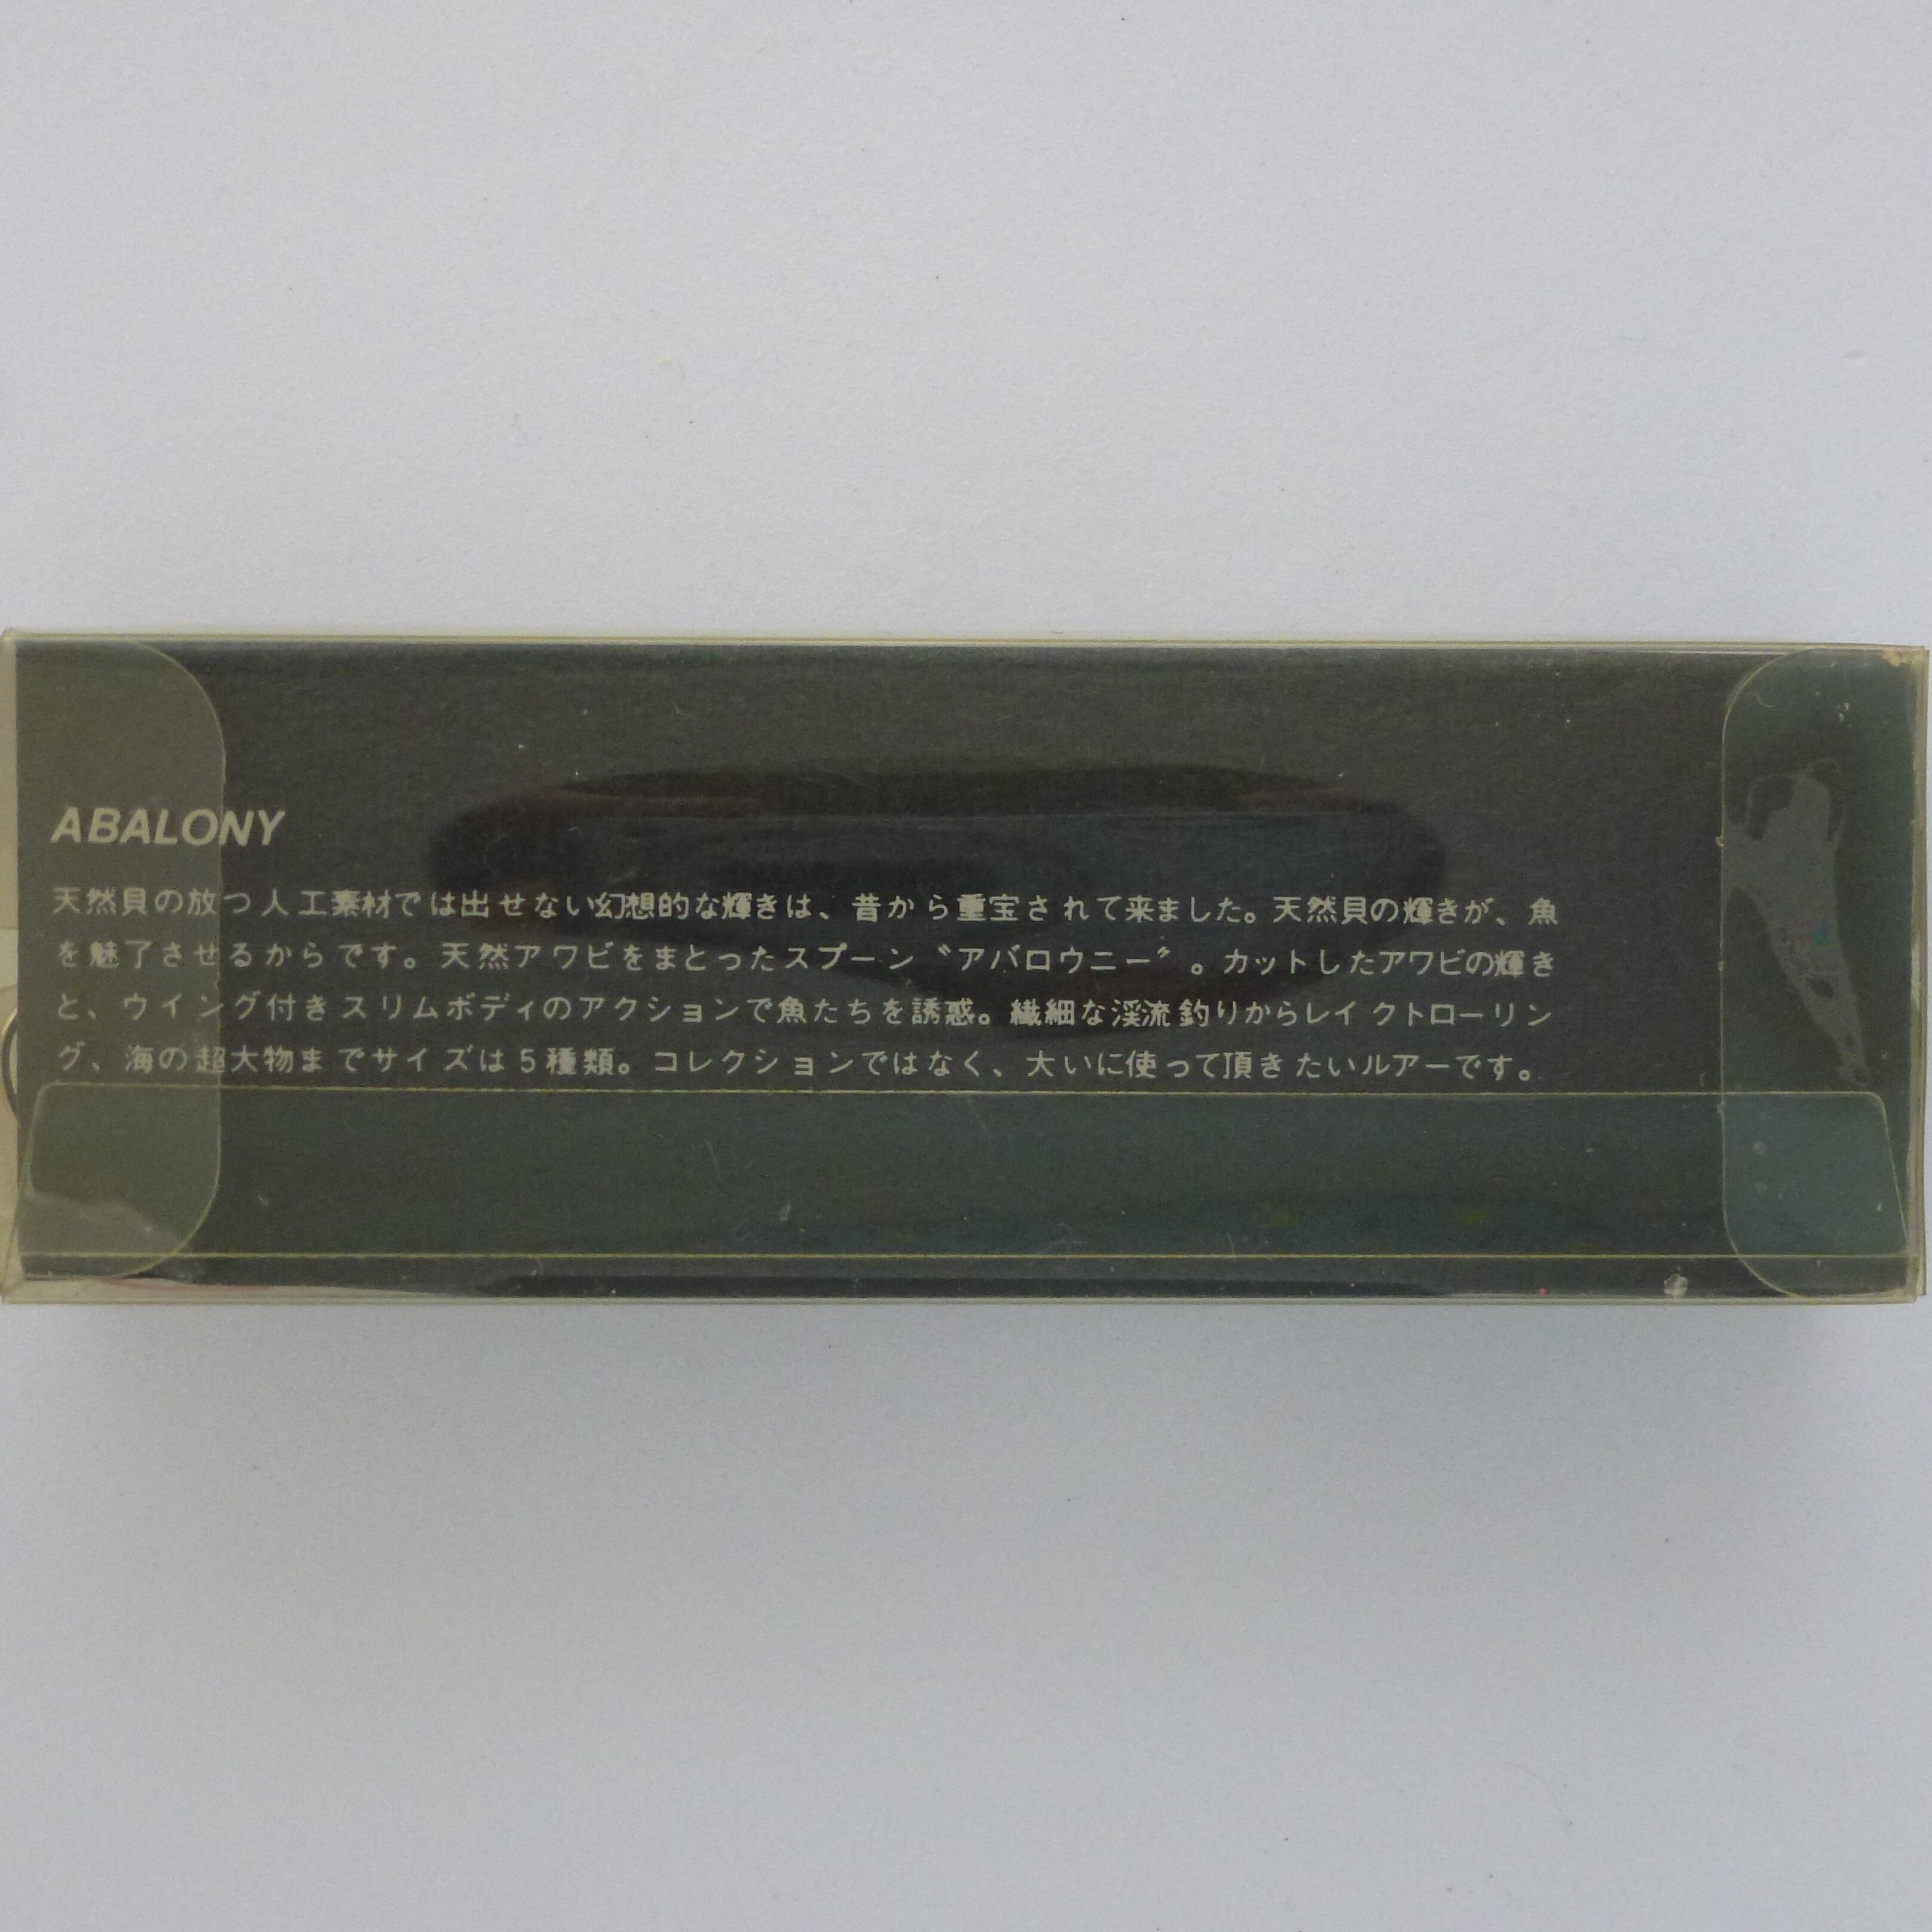 ABALONY
天然貝の放つ人工素材では出せない幻想的な輝きは、昔から重宝されて来ました。天然貝の輝きが、魚
を魅了させるからです。天然アワビをまとったスプーン〝アバロウニー〞。カットしたアワビの輝き
と、ウイング付きスリムボディのアクションで魚たちを誘惑。繊細な渓流釣りからレイクトローリン
グ、海の超大物までサイズは5種類。コレクションではなく、大いに使って頂きたいルアーです。